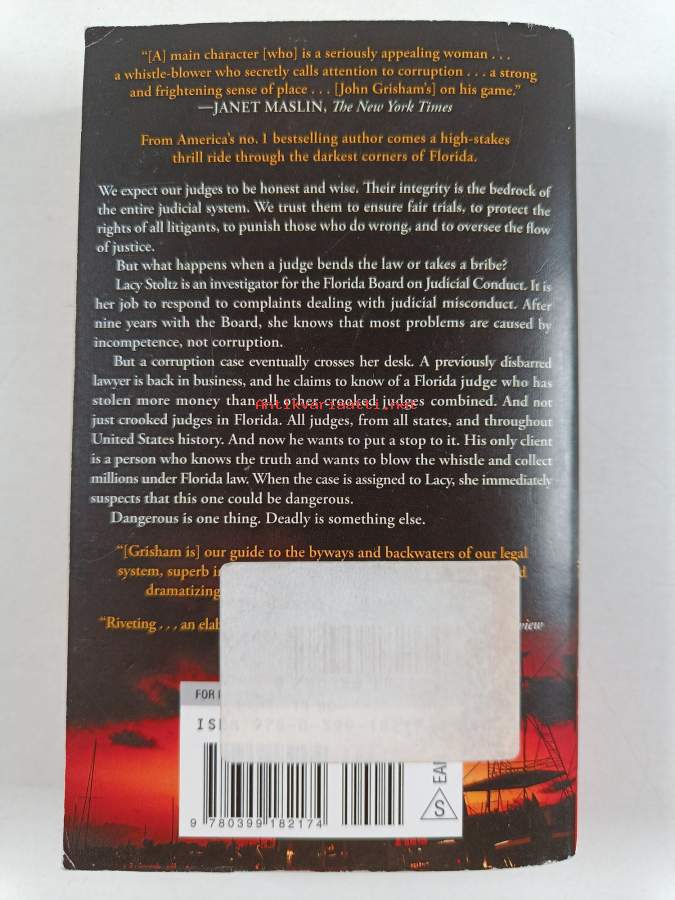 “[A] main character [who] is a seriously appealing woman . . .
a whistle-blower who secretly calls attention to corruption . . . a strong
and frightening sense of place . . . [John Grisham’s] on his game.”
—JANET MASLIN, The New York Times
From America’s no. 1 bestselling author comes a high-stakes
thrill ride through the darkest corners of Florida.
We expect our judges to be honest and wise. Their integrity is the bedrock of
the entire judicial system. We trust them to ensure fair trials, to protect the
rights of all litigants, to punish those who do wrong, and to oversee the flow
of justice.
But what happens when a judge bends the law or takes a bribe?
Lacy Stoltz is an investigator for the Florida Board on Judicial Conduct. It is
her job to respond to complaints dealing with judicial misconduct. After
nine years with the Board, she knows that most problems are caused by
incompetence, not corruption.
But a corruption case eventually crosses her desk. A previously disbarred
lawyer is back in business, and he claims to know of a Florida judge who has
stolen more money than all other crooked judges combined. And not
Antikvariaatti.net
just crooked judges in Florida. All judges, from all states, and throughout
United States history. And now he wants to put a stop to it. His only client
is a person who knows the truth and wants to blow the whistle and collect
millions under Florida law. When the case is assigned to Lacy, she immediately
suspects that this one could be dangerous.
Dangerous is one thing. Deadly is something else.
“[Grisham is] our guide to the byways and backwaters of our legal
system, superb
dramatizing
“Riveting . . . an
FOR
ISBN 978-0-399-18217
EAN
S
9 780399 182174